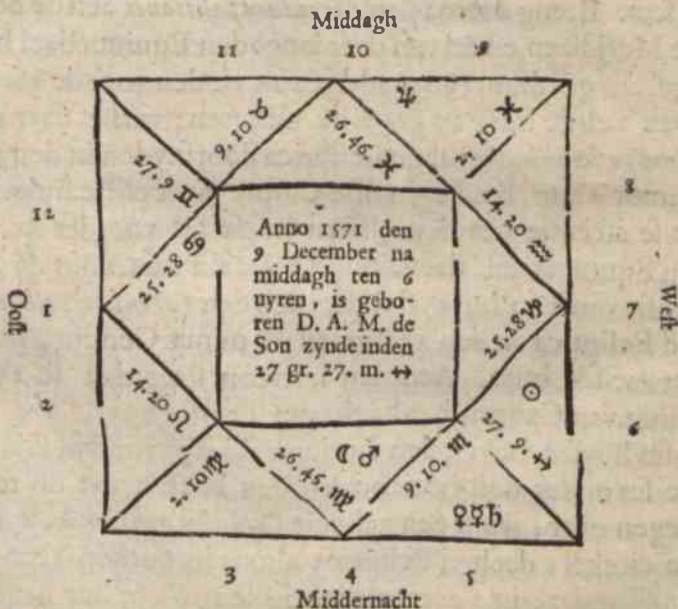 Middagh
11 10 9
♃
9. 10 ♉
26. 46. ♓
2. 10 ♓
27. 9 ♊
14. 20 ♒
12
8
25. 28 ♋
Anno 1571 den
9 December na
middagh ten 6
uyren, is gebo-
ren D. A. M. de
Son zynde inden
27 gr. 27. m. ♐
Oost
1
25. 28 ♑
7
West
☉
14. 20 ♌
2
27. 9. ♐
6
2. 10 ♍
26. 45. ♍
☾ ♂
9. 10. ♏
♀ ☿ ♄
3 4 5
Middernacht